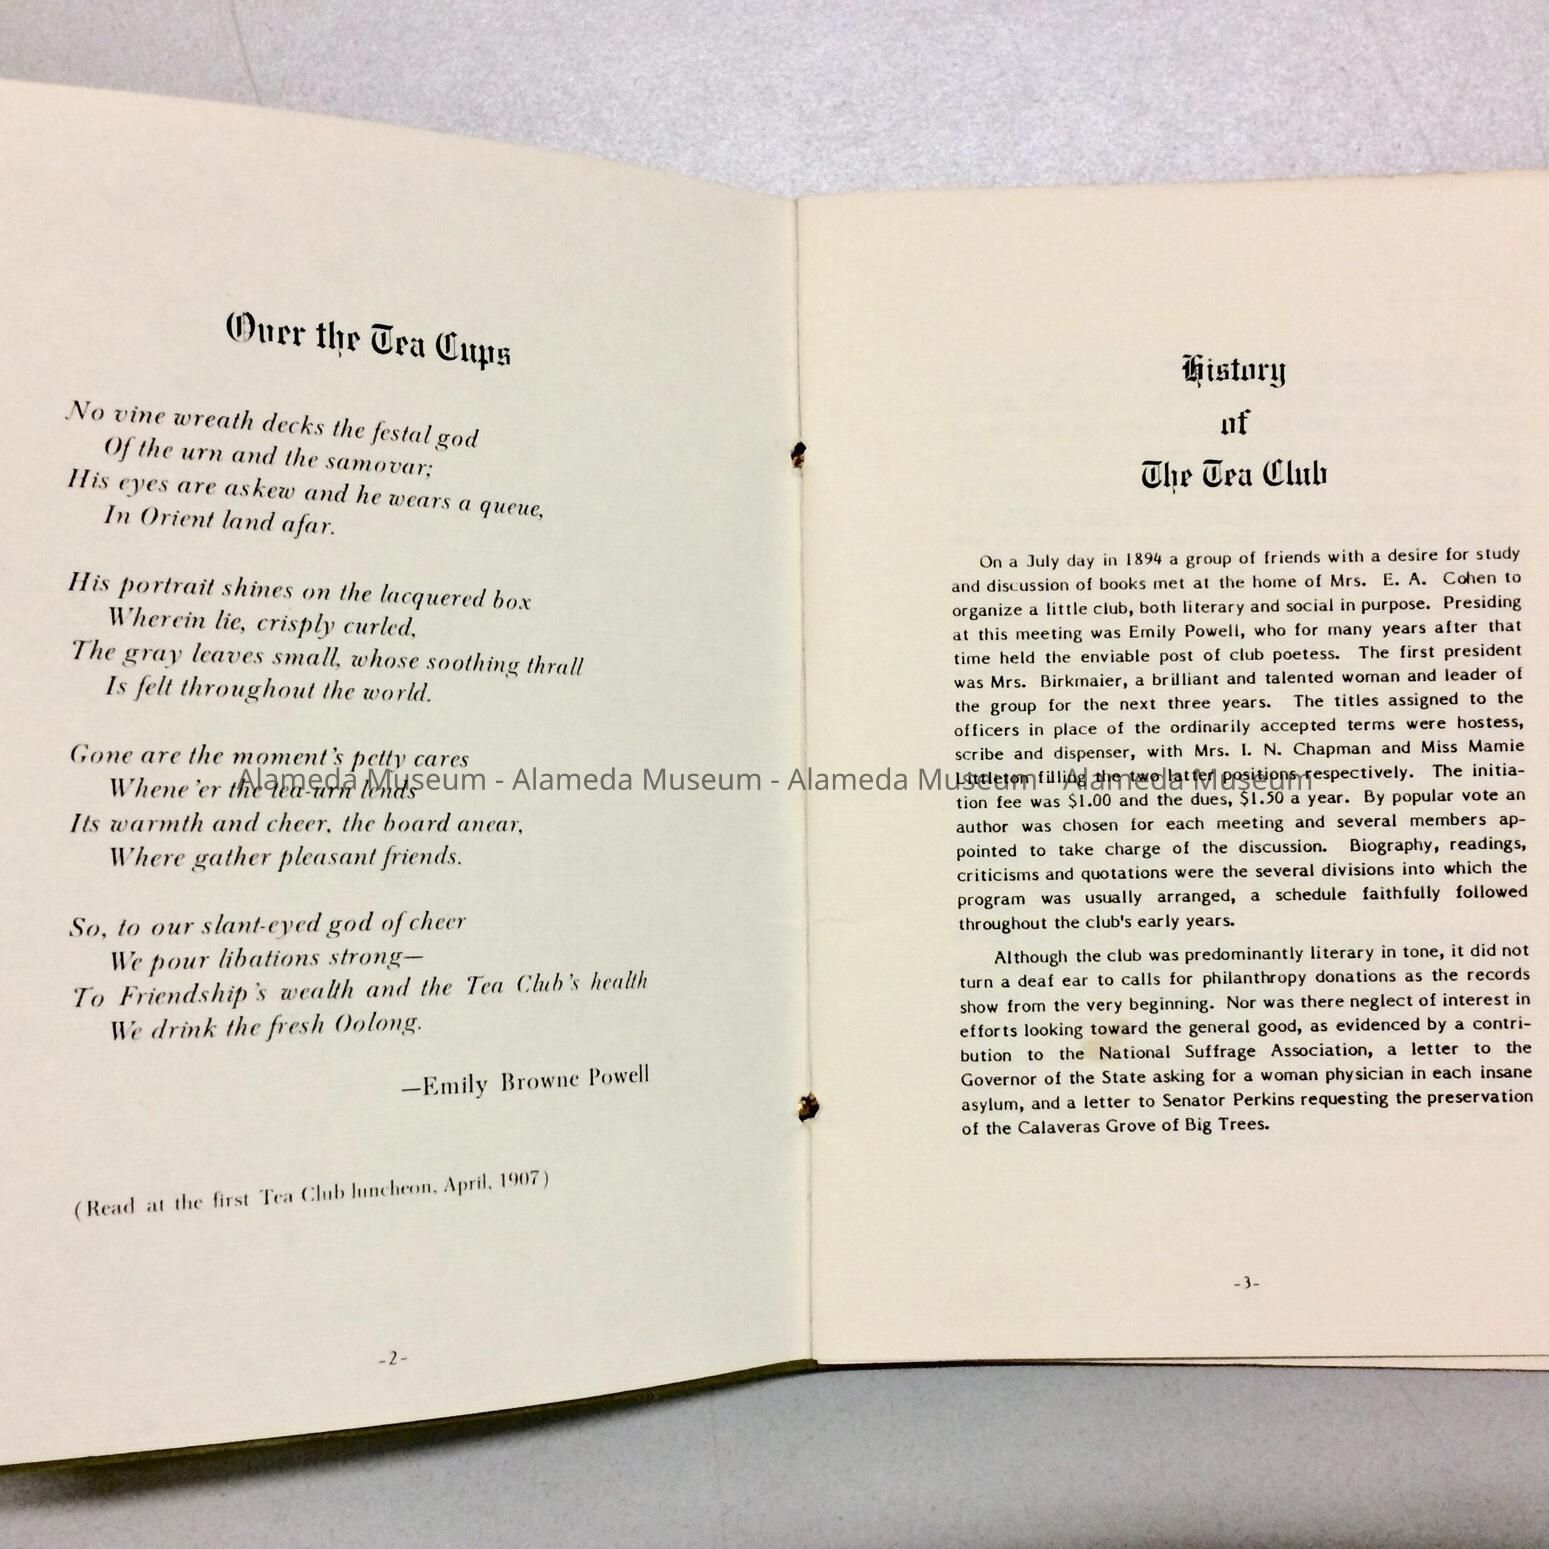 Over the Tea Cups
No vine wreath decks the festal god
Of the urn and the samovar;
His eyes are askew and he wears a queue,
In Orient land afar.
His portrait shines on the lacquered box
Wherein lie, crisply curled,
The gray leaves small, whose soothing thrall
Is felt throughout the world.
Gone are the moment's petty cares
Whene'er the tea-urn lends
Its warmth and cheer, the board anear,
Where gather pleasant friends.
So, to our slant-eyed god of cheer
We pour libations strong—
To Friendship's wealth and the Tea Club's health
We drink the fresh Oolong.
—Emily Browne Powell
(Read at the first Tea Club luncheon, April, 1907)
-2-
History
of
The Tea Club
On a July day in 1894 a group of friends with a desire for study
and discussion of books met at the home of Mrs. E. A. Cohen to
organize a little club, both literary and social in purpose. Presiding
at this meeting was Emily Powell, who for many years after that
time held the enviable post of club poetess. The first president
was Mrs. Birkmaier, a brilliant and talented woman and leader of
the group for the next three years. The titles assigned to the
officers in place of the ordinarily accepted terms were hostess,
scribe and dispenser, with Mrs. I. N. Chapman and Miss Mamie
Littleton filling the two latter positions respectively. The initia-
tion fee was $1.00 and the dues, $1.50 a year. By popular vote an
author was chosen for each meeting and several members ap-
pointed to take charge of the discussion. Biography, readings,
criticisms and quotations were the several divisions into which the
program was usually arranged, a schedule faithfully followed
throughout the club's early years.
Although the club was predominantly literary in tone, it did not
turn a deaf ear to calls for philanthropy donations as the records
show from the very beginning. Nor was there neglect of interest in
efforts looking toward the general good, as evidenced by a contri-
bution to the National Suffrage Association, a letter to the
Governor of the State asking for a woman physician in each insane
asylum, and a letter to Senator Perkins requesting the preservation
of the Calaveras Grove of Big Trees.
-3-
Alameda Museum - Alameda Museum - Alameda Museum - Alameda Museum